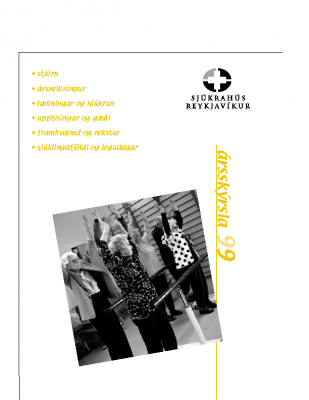 • stjórn
• ársreikningur
• lækningar og hjúkrun
• upplýsingar og gæði
• framkvæmd og rekstur
• sjúklingafjöldi og legudagar
SJÚKRAHÚS
REYKJAVÍKUR
ársskýrsla 99